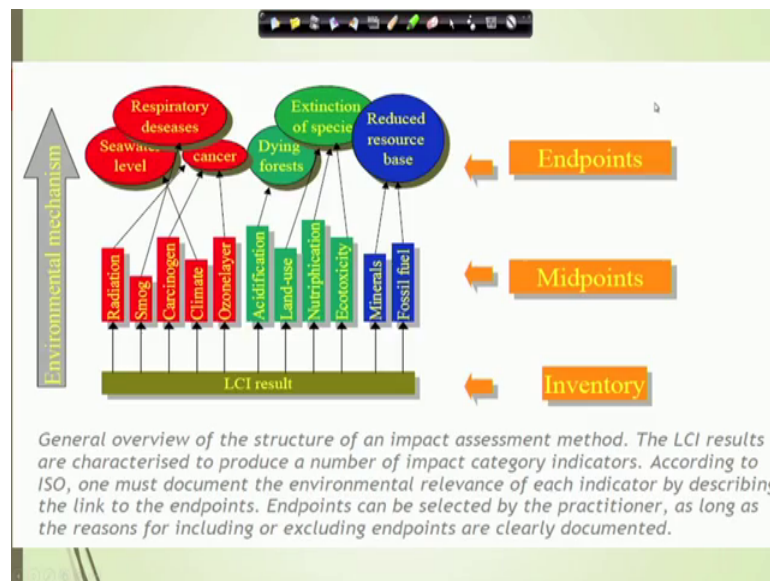 Respiratory
deseases
Seawater
level
cancer
Extinction
of species
Dying
forests
Reduced
resource
base
Endpoints
Environmental mechanism
Radiation
Smog
Carcinogen
Climate
Ozonelayer
Acidification
Land-use
Nutriphication
Ecotoxicity
Minerals
Fossil fuel
Midpoints
LCI result
Inventory
General overview of the structure of an impact assessment method. The LCI results
are characterised to produce a number of impact category indicators. According to
ISO, one must document the environmental relevance of each indicator by describing
the link to the endpoints. Endpoints can be selected by the practitioner, as long as
the reasons for including or excluding endpoints are clearly documented.